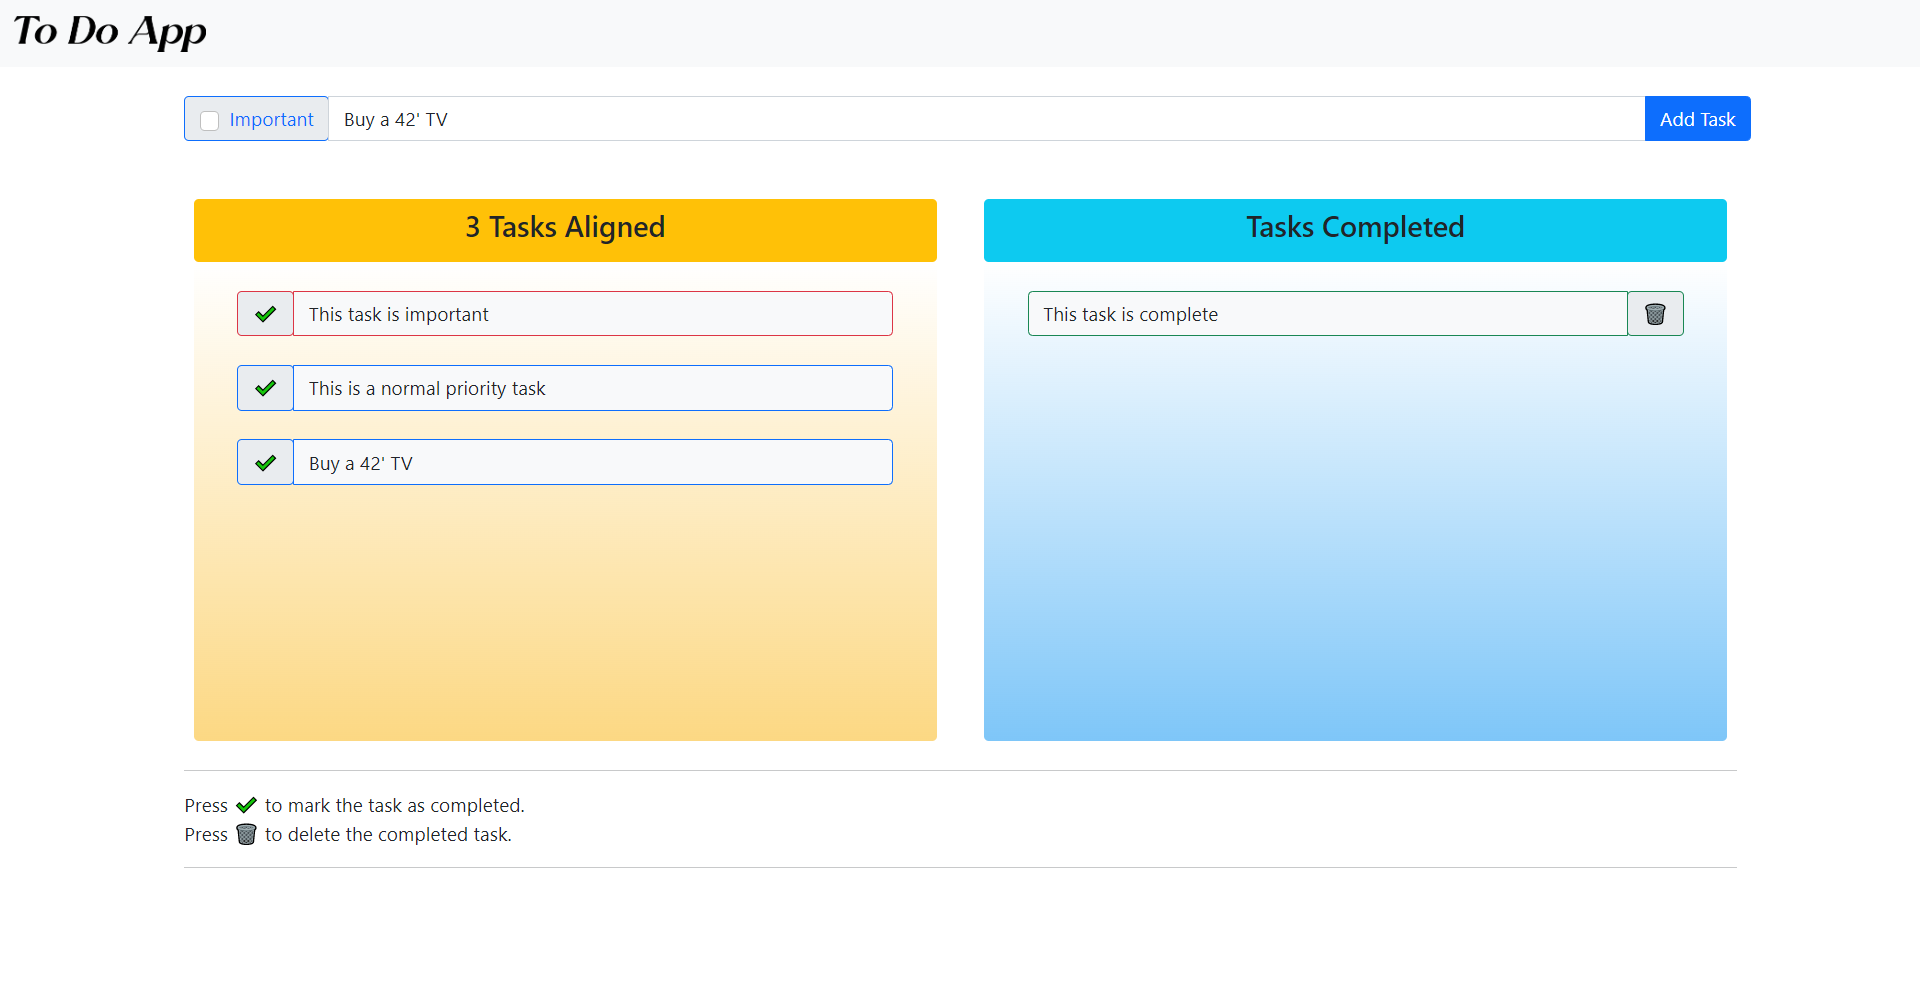 To Do App
Important Buy a 42' TV Add Task
3 Tasks Aligned
This task is important
This is a normal priority task
Buy a 42' TV
Tasks Completed
This task is complete
Press ✔ to mark the task as completed.
Press 🗑 to delete the completed task.